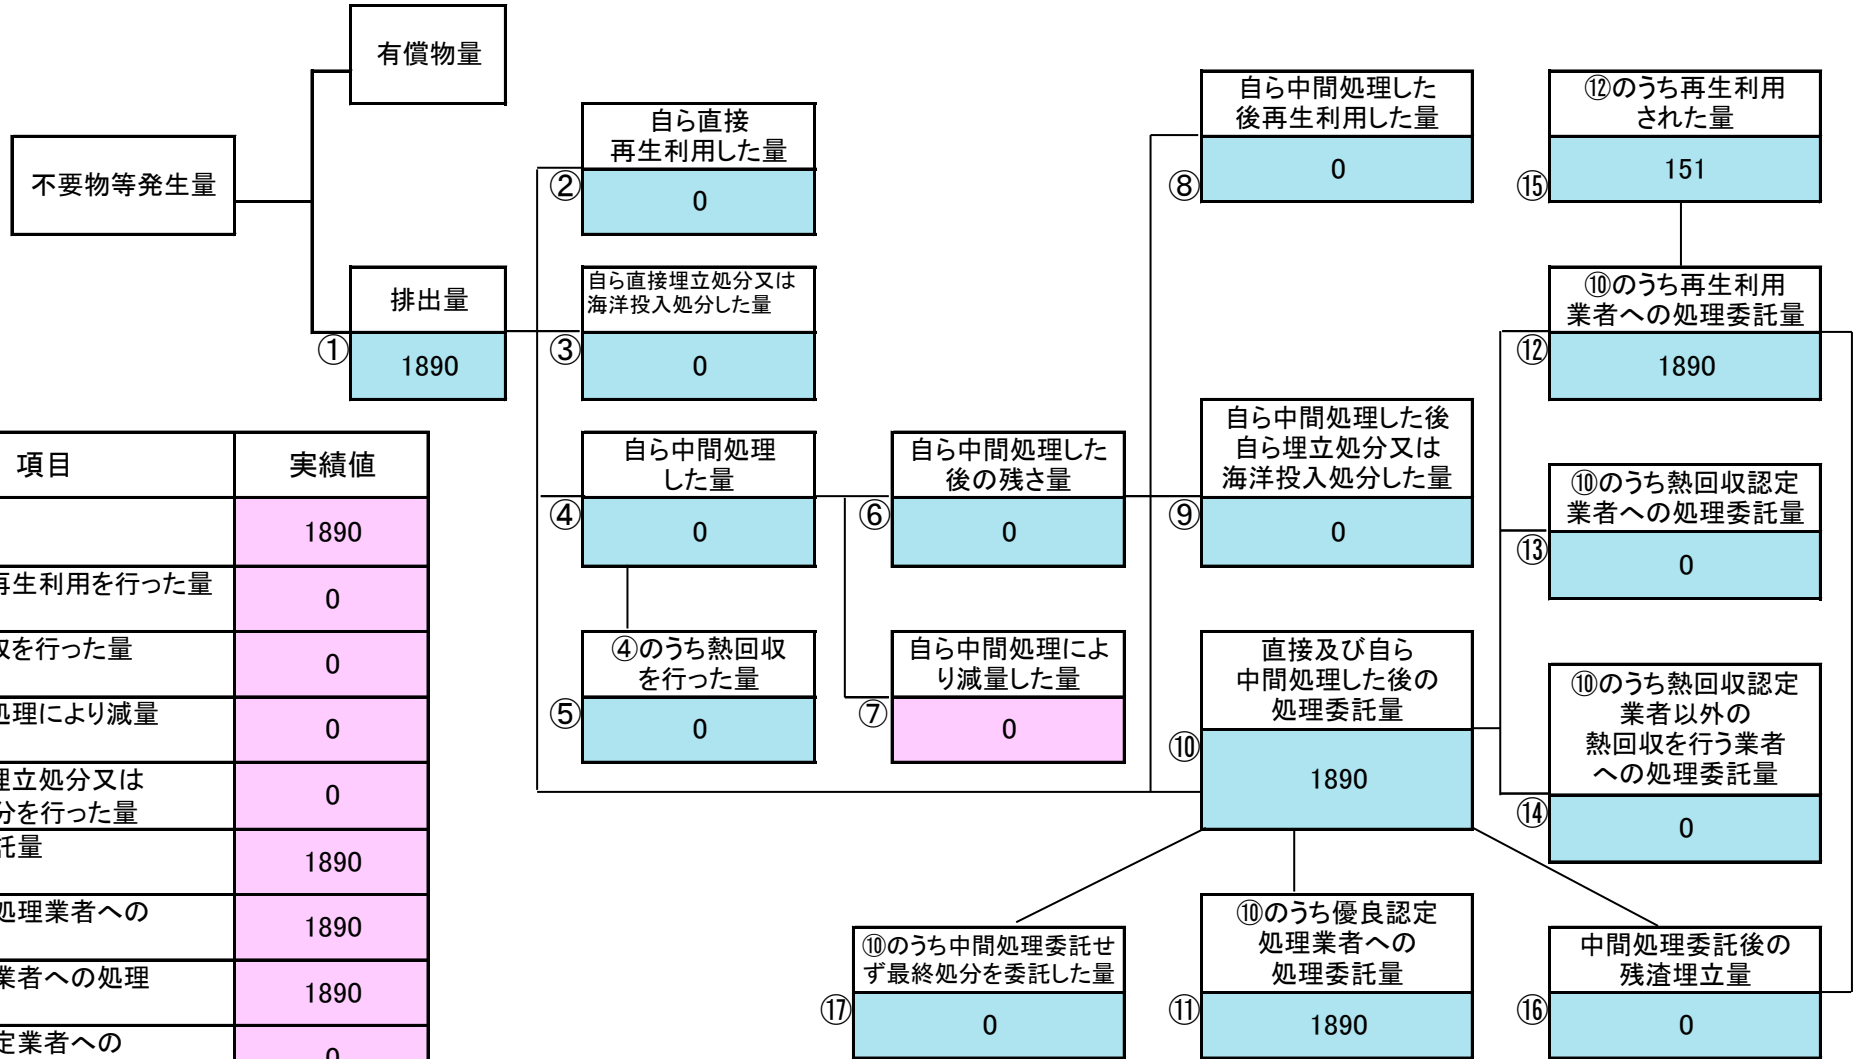 有償物量
不要物等発生量
排出量
①
1890
自ら直接
再生利用した量
②
0
自ら直接埋立処分又は
海洋投入処分した量
③
0
自ら中間処理
した量
④
0
④のうち熱回収
を行った量
⑤
0
自ら中間処理した
後の残さ量
⑥
0
自ら中間処理によ
り減量した量
⑦
0
自ら中間処理した
後再生利用した量
⑧
0
自ら中間処理した後
自ら埋立処分又は
海洋投入処分した量
⑨
0
直接及び自ら
中間処理した後の
処理委託量
⑩
1890
⑫のうち再生利用
された量
⑮
151
⑩のうち再生利用
業者への処理委託量
⑫
1890
⑩のうち熱回収認定
業者への処理委託量
⑬
0
⑩のうち熱回収認定
業者以外の
熱回収を行う業者
への処理委託量
⑭
0
⑩のうち中間処理委託せ
ず最終処分を委託した量
⑰
0
⑩のうち優良認定
処理業者への
処理委託量
⑪
1890
中間処理委託後の
残渣埋立量
⑯
0
項目 実績値
1890
再生利用を行った量 0
収を行った量 0
処理により減量 0
埋立処分又は
分を行った量 0
託量 1890
処理業者への 1890
業者への処理 1890
定業者への 0